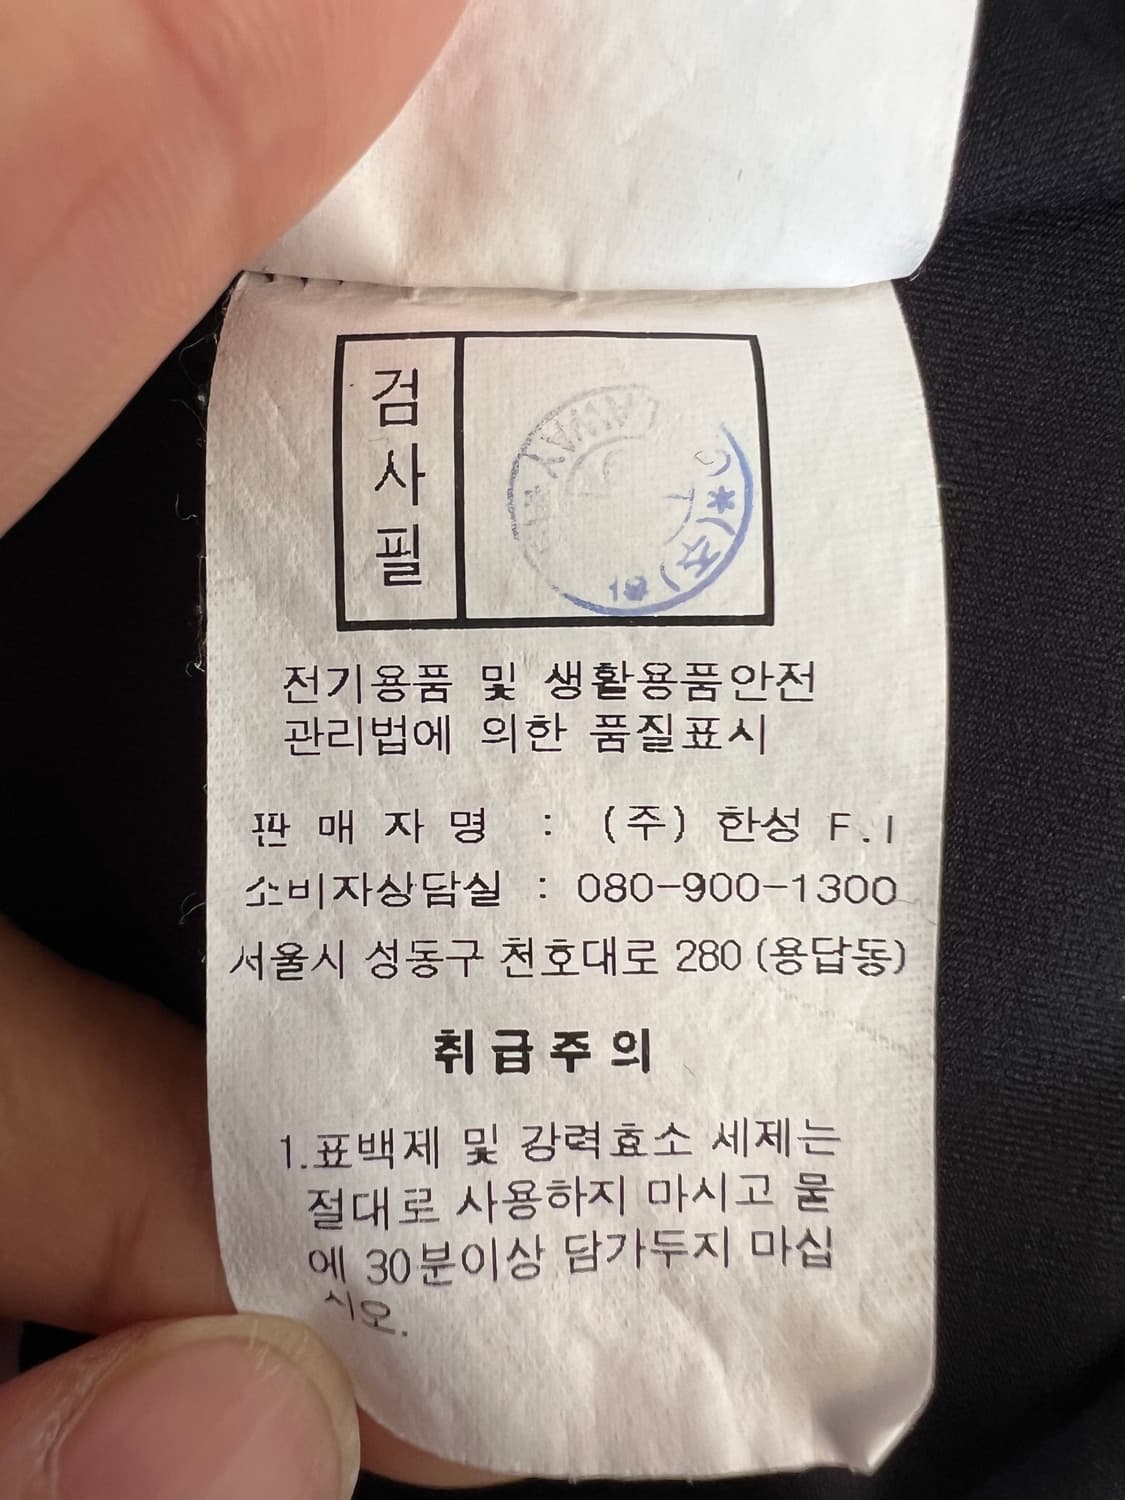 검사필
전기용품 및 생활용품안전
관리법에 의한 품질표시
판 매 자 명 : (주) 한성 F.I
소비자상담실 : 080-900-1300
서울시 성동구 천호대로 280 (용답동)
취급주의
1.표백제 및 강력효소 세제는
절대로 사용하지 마시고 물
에 30분이상 담가두지 마십
시오.